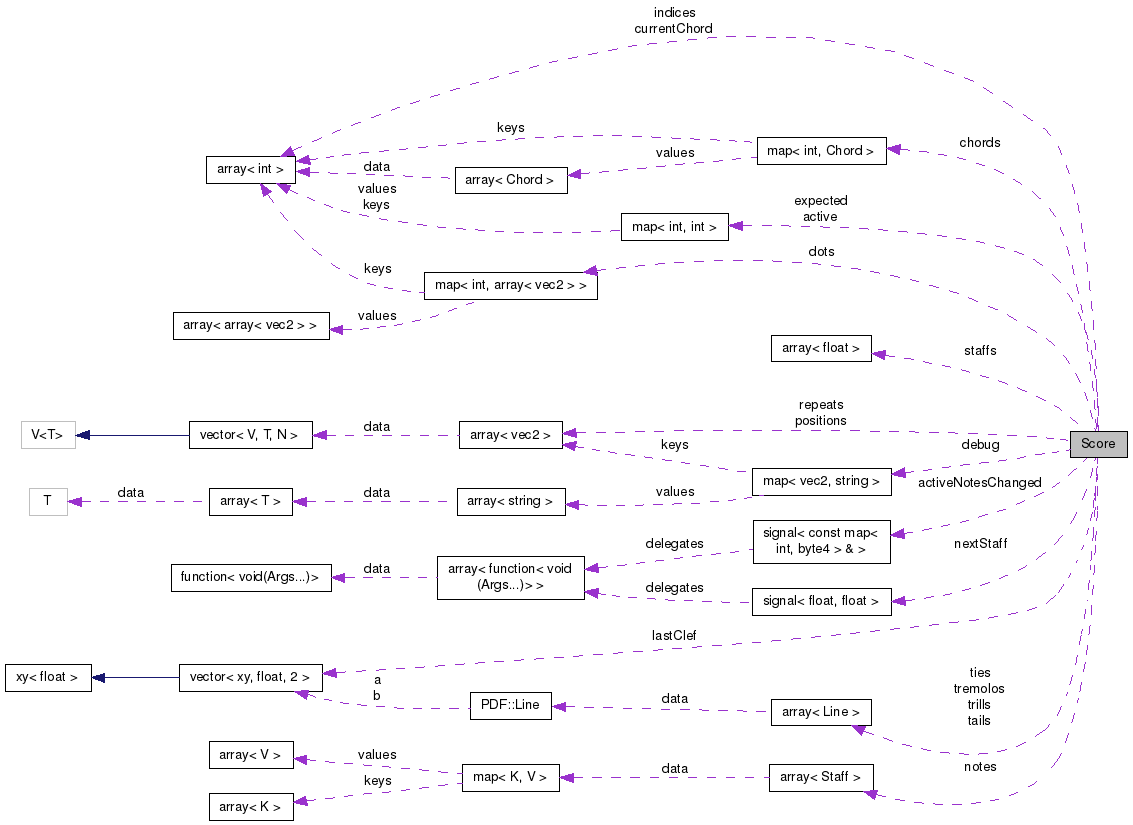 indices
currentChord
keys
chords
map< int, Chord >
values
array< int >
data
array< Chord >
values
keys
expected
active
map< int, int >
dots
keys
map< int, array< vec2 > >
values
array< array< vec2 > >
array< float >
staffs
repeats
positions
V<T>
vector< V, T, N >
data
array< vec2 >
Score
keys
debug
map< vec2, string >
activeNotesChanged
T
data
array< T >
data
array< string >
values
signal< const map<
int, byte4 > & >
delegates
nextStaff
function< void(Args...)>
data
array< function< void
(Args...)> >
delegates
signal< float, float >
lastClef
xy< float >
vector< xy, float, 2 >
a
b
PDF::Line
data
array< Line >
ties
tremolos
trills
tails
array< V >
values
map< K, V >
data
array< Staff >
notes
keys
array< K >